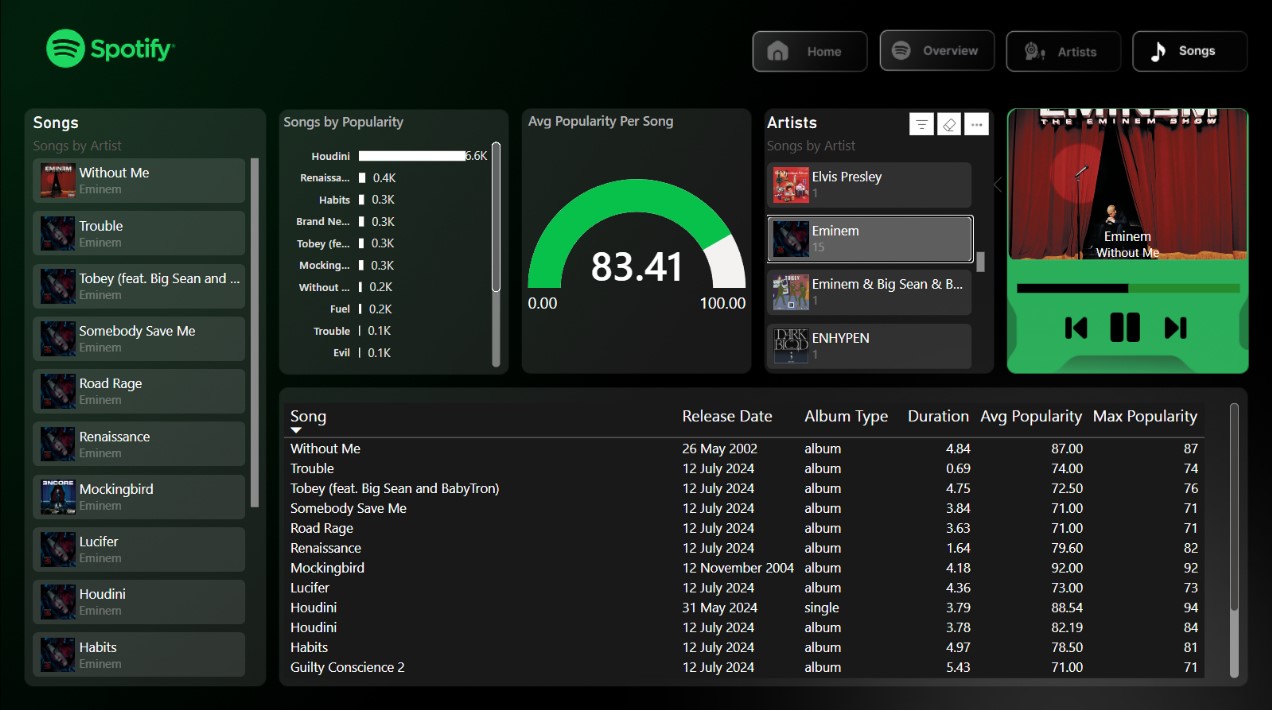 Spotify
Home
Overview
Artists
Songs
Songs
Songs by Artist
Without Me
Eminem
Trouble
Eminem
Tobey (feat. Big Sean and ...
Eminem
Somebody Save Me
Eminem
Road Rage
Eminem
Renaissance
Eminem
Mockingbird
Eminem
Lucifer
Eminem
Houdini
Eminem
Habits
Eminem
Songs by Popularity
Houdini 6.6K
Renaissa... 0.4K
Habits 0.3K
Brand Ne... 0.3K
Tobey (fe... 0.3K
Mocking... 0.3K
Without ... 0.2K
Fuel 0.2K
Trouble 0.1K
Evil 0.1K
Avg Popularity Per Song
83.41
0.00 100.00
Artists
Songs by Artist
Elvis Presley
1
Eminem
15
Eminem & Big Sean & B...
1
ENHYPEN
1
EMINEM
THE EMINEM SHOW
Eminem
Without Me
Song Release Date Album Type Duration Avg Popularity Max Popularity
Without Me 26 May 2002 album 4.84 87.00 87
Trouble 12 July 2024 album 0.69 74.00 74
Tobey (feat. Big Sean and BabyTron) 12 July 2024 album 4.75 72.50 76
Somebody Save Me 12 July 2024 album 3.84 71.00 71
Road Rage 12 July 2024 album 3.63 71.00 71
Renaissance 12 July 2024 album 1.64 79.60 82
Mockingbird 12 November 2004 album 4.18 92.00 92
Lucifer 12 July 2024 album 4.36 73.00 73
Houdini 31 May 2024 single 3.79 88.54 94
Houdini 12 July 2024 album 3.78 82.19 84
Habits 12 July 2024 album 4.97 78.50 81
Guilty Conscience 2 12 July 2024 album 5.43 71.00 71